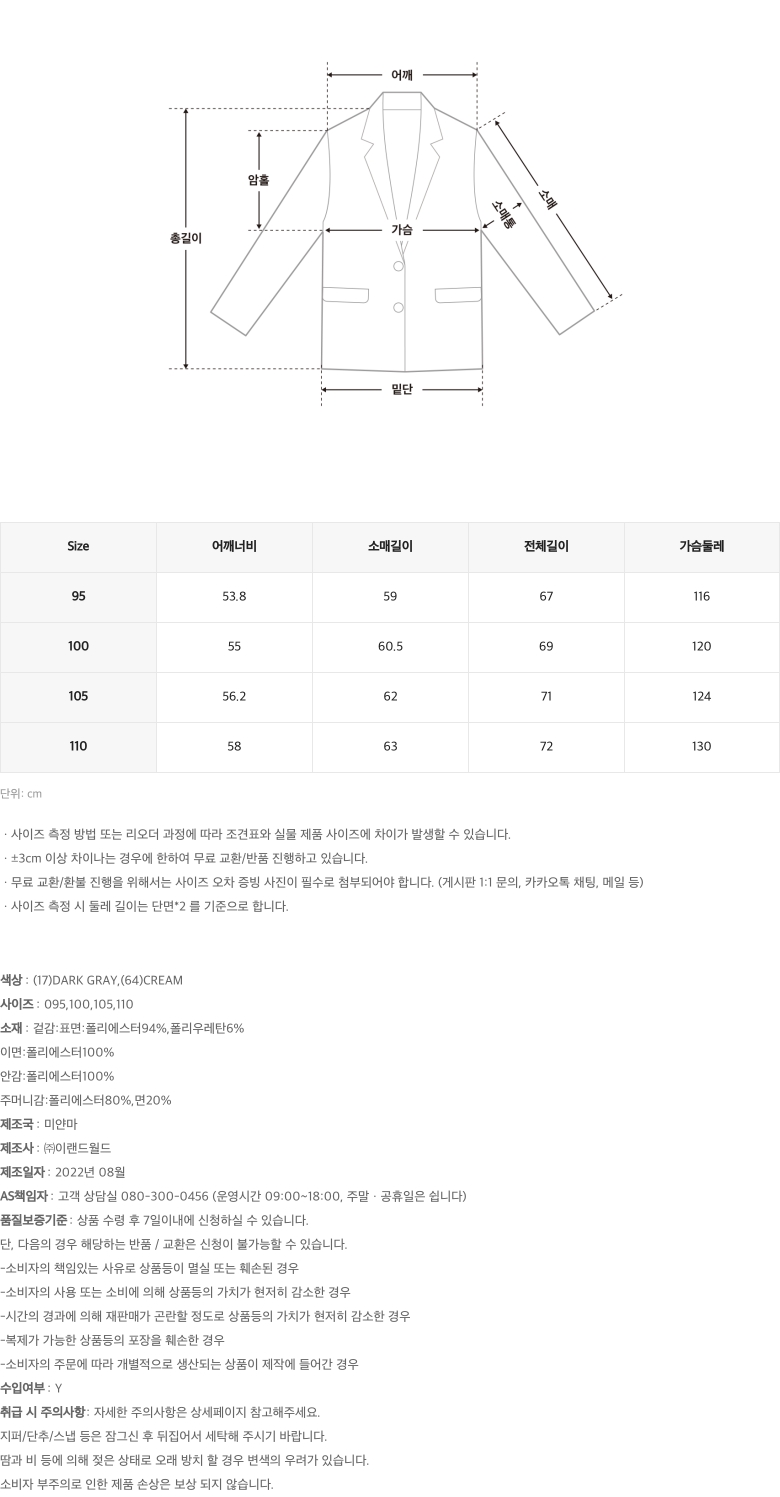 어깨
암홀
소매
소매통
가슴
총길이
밑단
Size 어깨너비 소매길이 전체길이 가슴둘레
95 53.8 59 67 116
100 55 60.5 69 120
105 56.2 62 71 124
110 58 63 72 130
단위: cm
· 사이즈 측정 방법 또는 리오더 과정에 따라 조견표와 실물 제품 사이즈에 차이가 발생할 수 있습니다.
· ±3cm 이상 차이나는 경우에 한하여 무료 교환/반품 진행하고 있습니다.
· 무료 교환/환불 진행을 위해서는 사이즈 오차 증빙 사진이 필수로 첨부되어야 합니다. (게시판 1:1 문의, 카카오톡 채팅, 메일 등)
· 사이즈 측정 시 둘레 길이는 단면*2 를 기준으로 합니다.
색상 : (17)DARK GRAY,(64)CREAM
사이즈 : 095,100,105,110
소재 : 겉감:표면:폴리에스터94%,폴리우레탄6%
이면:폴리에스터100%
안감:폴리에스터100%
주머니감:폴리에스터80%,면20%
제조국 : 미얀마
제조사 : ㈜이랜드월드
제조일자 : 2022년 08월
AS책임자 : 고객 상담실 080-300-0456 (운영시간 09:00~18:00, 주말 · 공휴일은 쉽니다)
품질보증기준 : 상품 수령 후 7일이내에 신청하실 수 있습니다.
단, 다음의 경우 해당하는 반품 / 교환은 신청이 불가능할 수 있습니다.
-소비자의 책임있는 사유로 상품등이 멸실 또는 훼손된 경우
-소비자의 사용 또는 소비에 의해 상품등의 가치가 현저히 감소한 경우
-시간의 경과에 의해 재판매가 곤란할 정도로 상품등의 가치가 현저히 감소한 경우
-복제가 가능한 상품등의 포장을 훼손한 경우
-소비자의 주문에 따라 개별적으로 생산되는 상품이 제작에 들어간 경우
수입여부 : Y
취급 시 주의사항 : 자세한 주의사항은 상세페이지 참고해주세요.
지퍼/단추/스냅 등은 잠그신 후 뒤집어서 세탁해 주시기 바랍니다.
땀과 비 등에 의해 젖은 상태로 오래 방치 할 경우 변색의 우려가 있습니다.
소비자 부주의로 인한 제품 손상은 보상 되지 않습니다.